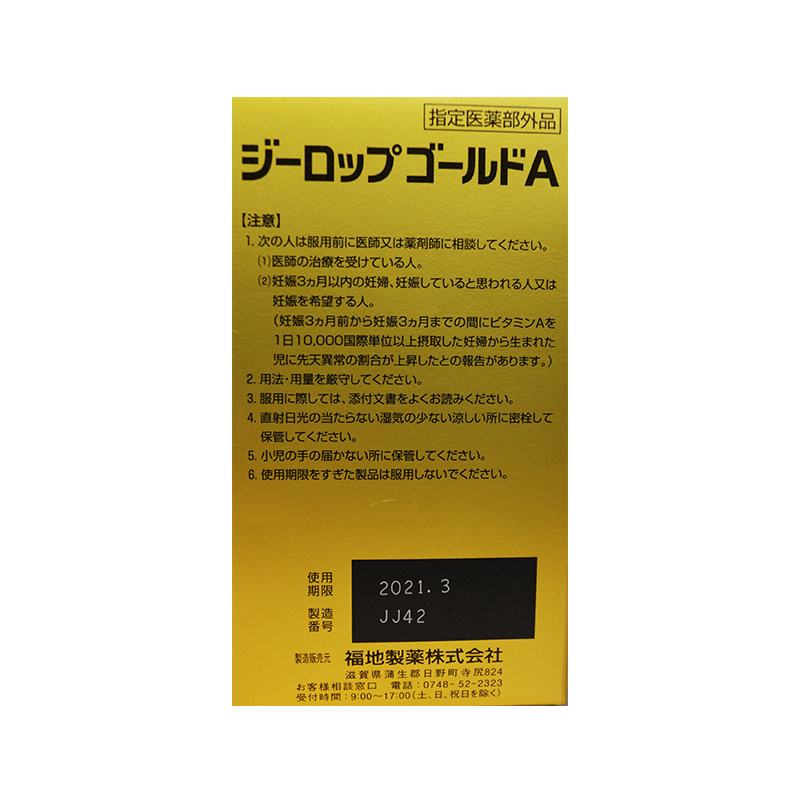 指定医薬部外品
ジーロップゴールドA
【注意】
1. 次の人は服用前に医師又は薬剤師に相談してください。
(1)医師の治療を受けている人。
(2)妊娠3ヵ月以内の妊婦、妊娠していると思われる人又は
妊娠を希望する人。
(妊娠3ヵ月前から妊娠3ヵ月までの間にビタミンAを
1日10,000国際単位以上摂取した妊婦から生まれた
児に先天異常の割合が上昇したとの報告があります。)
2. 用法・用量を厳守してください。
3. 服用に際しては、添付文書をよくお読みください。
4. 直射日光の当たらない湿気の少ない涼しい所に密栓して
保管してください。
5. 小児の手の届かない所に保管してください。
6. 使用期限をすぎた製品は服用しないでください。
使用
期限
2021. 3
製造
番号
JJ42
製造販売元 福地製薬株式会社
滋賀県蒲生郡日野町寺尻824
お客様相談窓口 電話:0748-52-2323
受付時間:9:00～17:00(土、日、祝日を除く)